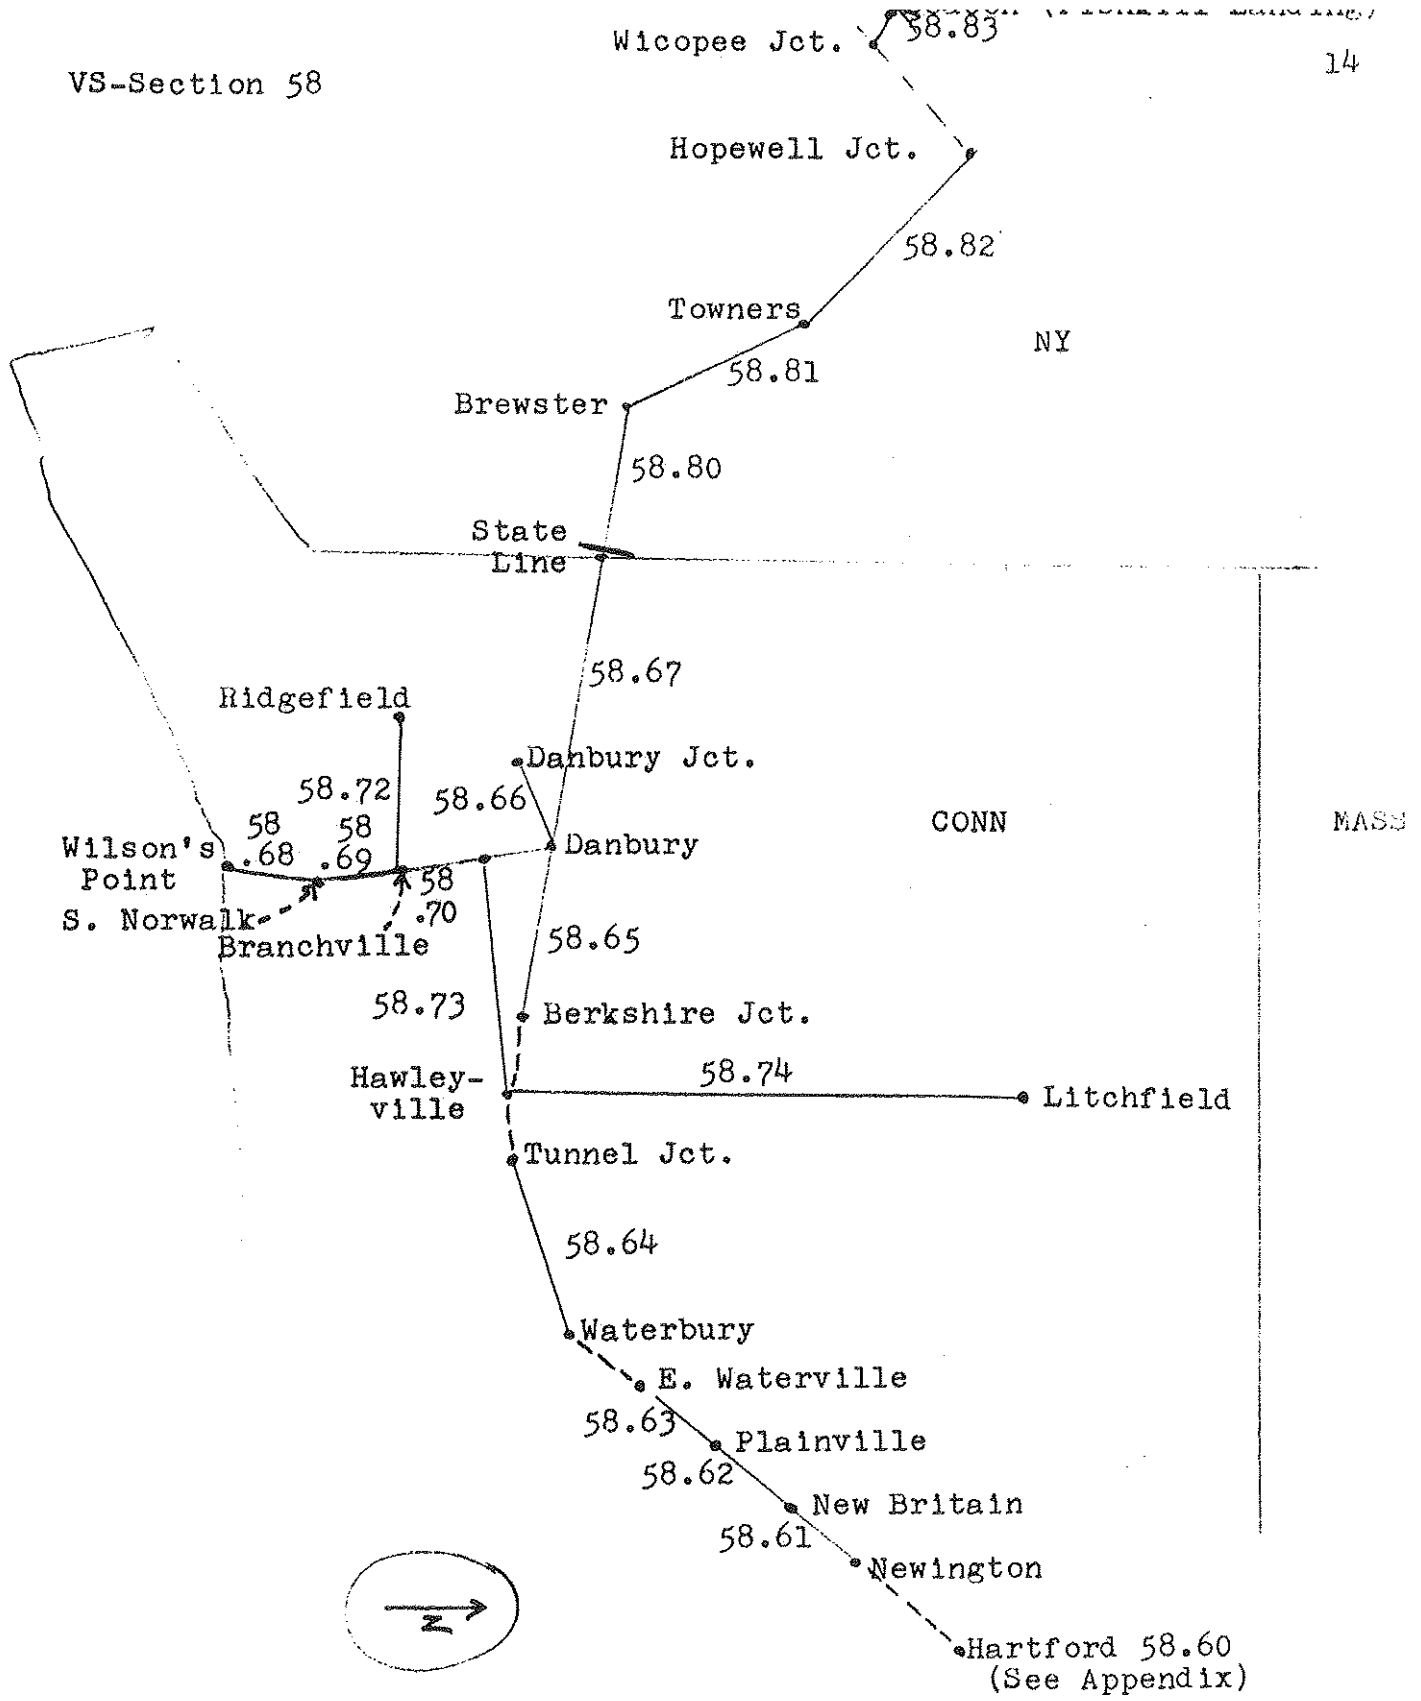 58.83
Wicopee Jct.
14
VS-Section 58
Hopewell Jct.
58.82
Towners
NY
58.81
Brewster
58.80
State
Line
58.67
Ridgefield
Danbury Jct.
58.72
58.66
58
.68
58
.69
CONN
MASS
Wilson's
Point
Danbury
58
.70
S. Norwalk
Branchville
58.65
58.73
Berkshire Jct.
Hawley-
ville
58.74
Litchfield
Tunnel Jct.
58.64
Waterbury
E. Waterville
58.63
Plainville
58.62
New Britain
58.61
Newington
N
Hartford 58.60
(See Appendix)